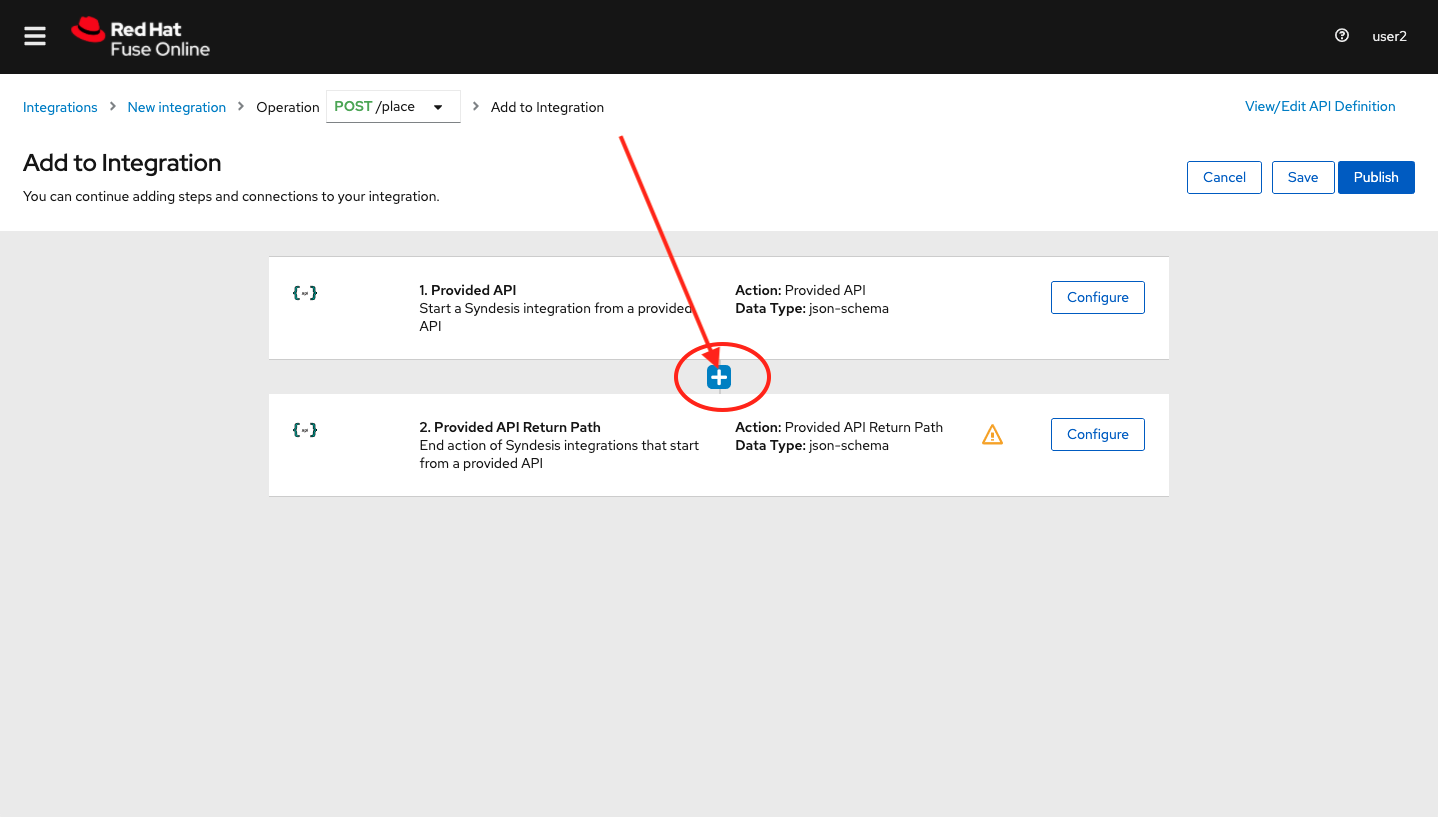 Red Hat
Fuse Online
user2
Integrations > New integration > Operation POST /place > Add to Integration
View/Edit API Definition
Add to Integration
You can continue adding steps and connections to your integration.
Cancel
Save
Publish
1. Provided API
Start a Syndesis integration from a provided
API
Action: Provided API
Data Type: json-schema
Configure
2. Provided API Return Path
End action of Syndesis integrations that start
from a provided API
Action: Provided API Return Path
Data Type: json-schema
Configure